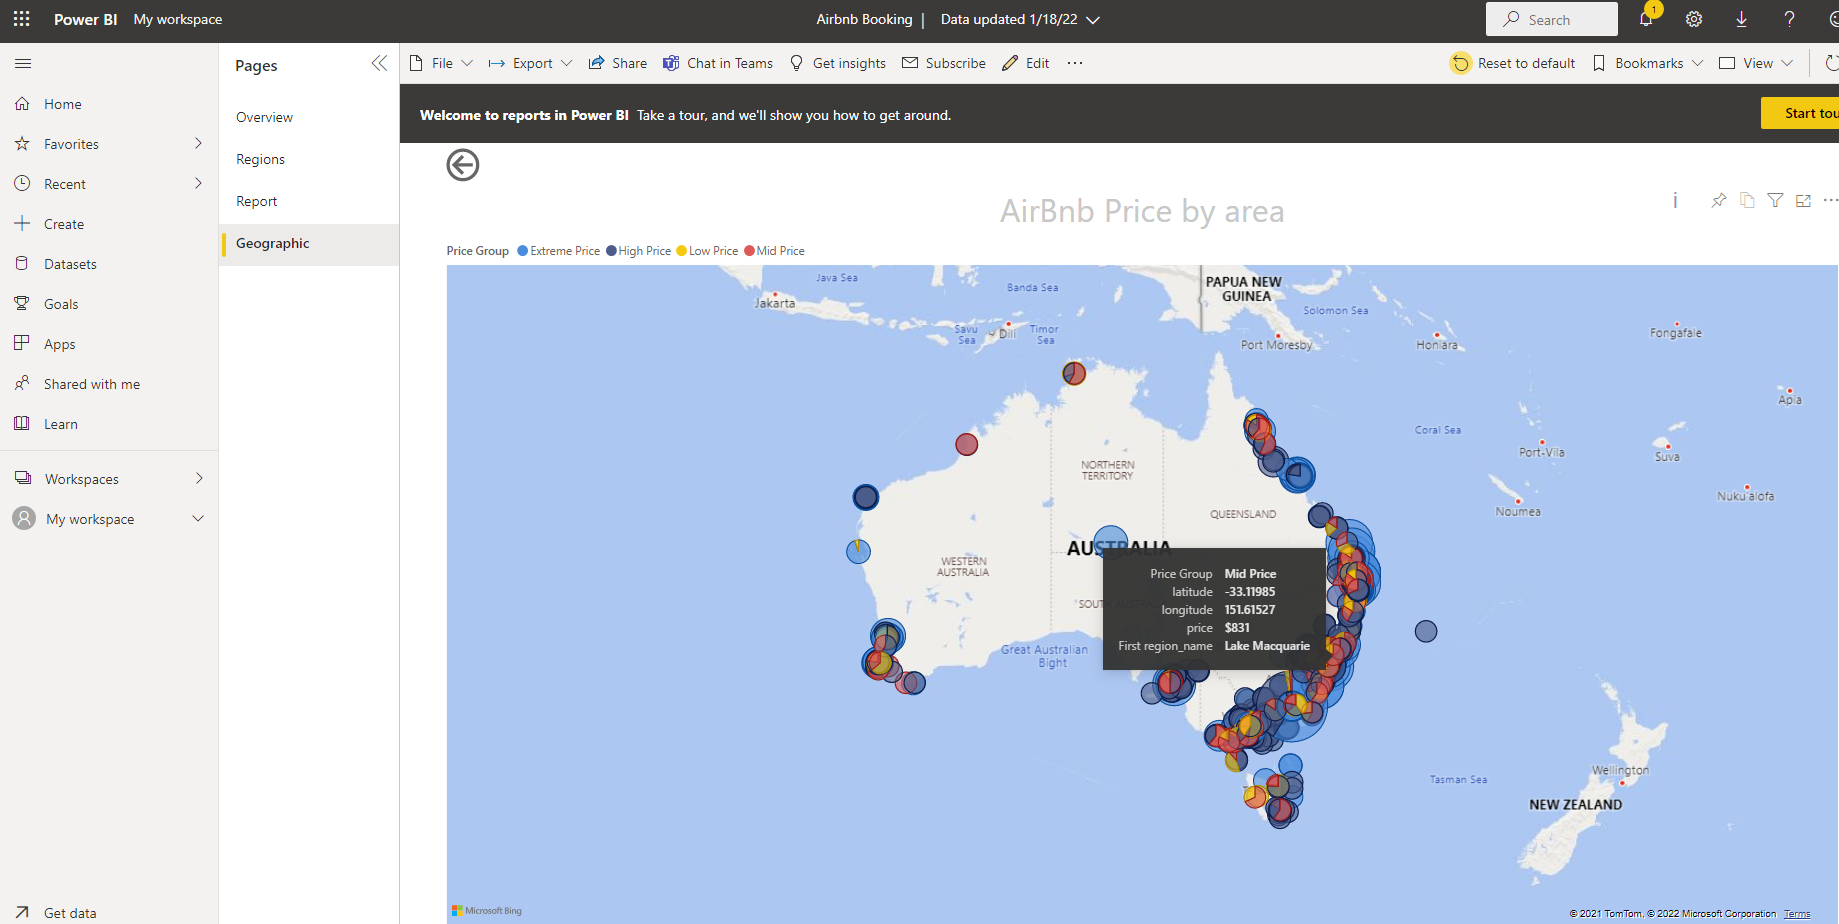 Power BI My workspace
Airbnb Booking | Data updated 1/18/22
Search
1
Home
Favorites
Recent
Create
Datasets
Goals
Apps
Shared with me
Learn
Workspaces
My workspace
Get data
Pages
Overview
Regions
Report
Geographic
File Export Share Chat in Teams Get insights Subscribe Edit ...
Reset to default Bookmarks View
Welcome to reports in Power BI Take a tour, and we'll show you how to get around.
Start tou
AirBnb Price by area
Price Group Extreme Price High Price Low Price Mid Price
Java Sea
Jakarta
Banda Sea
PAPUA NEW
GUINEA
Solomon Sea
Savu
Sea
Dili
Timor
Sea
Port Moresby
Honiara
Fongafale
Apia
Coral Sea
Port-Vila
Suva
Nuku'alofa
Noumea
NORTHERN
TERRITORY
QUEENSLAND
AUSTRALIA
WESTERN
AUSTRALIA
SOUTH AUSTRALIA
Great Australian
Bight
Price Group Mid Price
latitude -33.11985
longitude 151.61527
price $831
First region_name Lake Macquarie
Tasman Sea
Wellington
NEW ZEALAND
Microsoft Bing
© 2021 TomTom, © 2022 Microsoft Corporation Terms